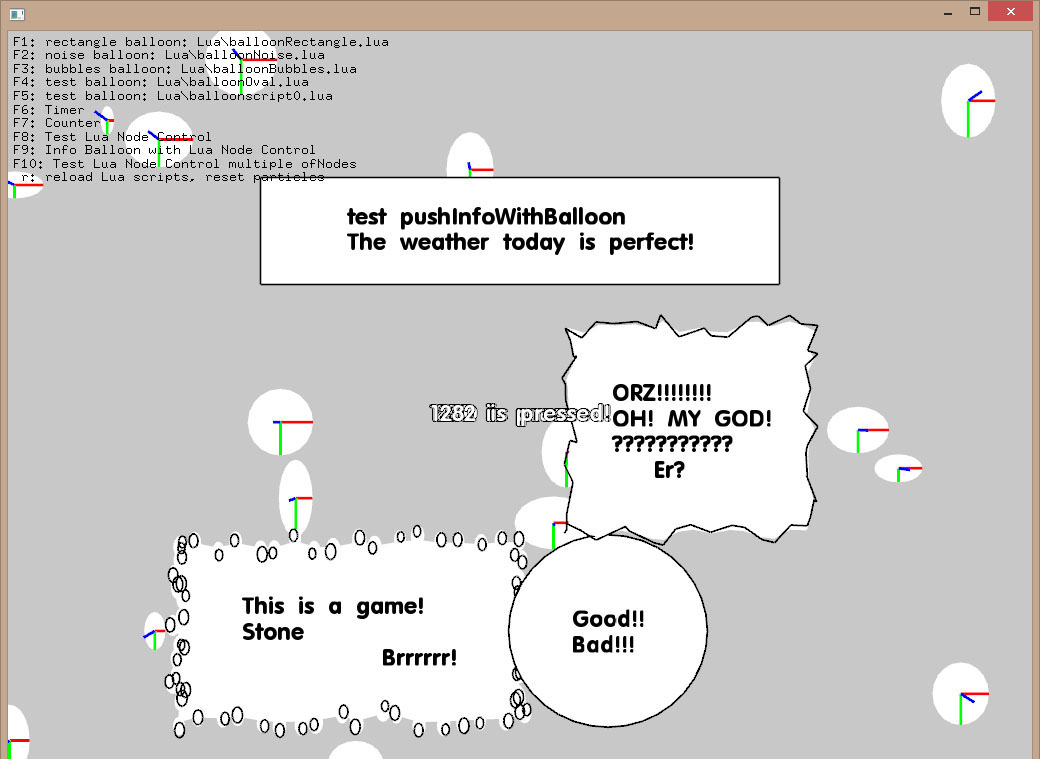 F1: rectangle balloon: Lua\balloonRectangle.lua
F2: noise balloon: Lua\balloonNoise.lua
F3: bubbles balloon: Lua\balloonBubbles.lua
F4: test balloon: Lua\balloonOval.lua
F5: test balloon: Lua\balloonscript0.lua
F6: Timer
F7: Counter
F8: Test Lua Node Control
F9: Info Balloon with Lua Node Control
F10: Test Lua Node Control multiple ofNodes
r: reload Lua scripts, reset particles
test pushInfoWithBalloon
The weather today is perfect!
ORZ!!!!!!!!
OH! MY GOD!
???????????
Er?
is pressed!
This is a game!
Stone
Brrrrrr!
Good!!
Bad!!!